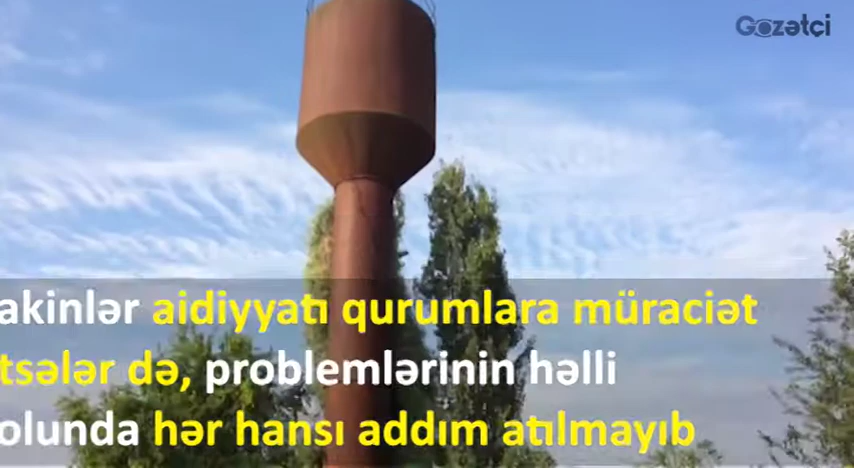 Gozətçi
akinlər aidiyyatı qurumlara müraciət
tsələr də, problemlərinin həlli
olunda hər hansı addım atılmayıb